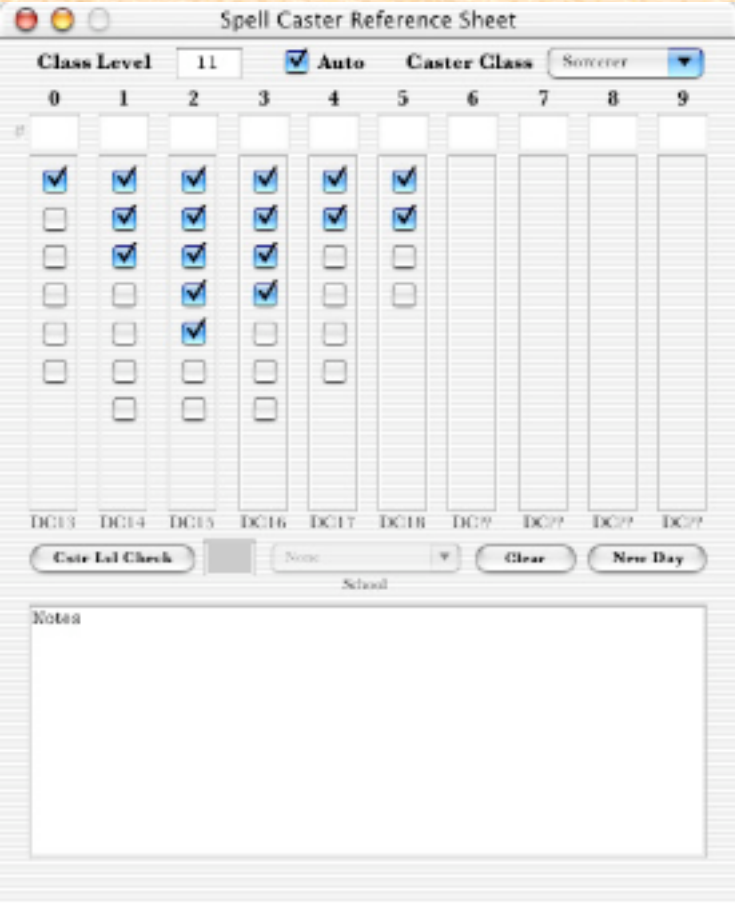 Spell Caster Reference Sheet
Class Level 11 Auto Caster Class Sorcerer
0 1 2 3 4 5 6 7 8 9
#
DC13 DC14 DC15 DC16 DC17 DC18 DC?? DC?? DC?? DC??
Cstr Lvl Check None Clear New Day
School
Notes